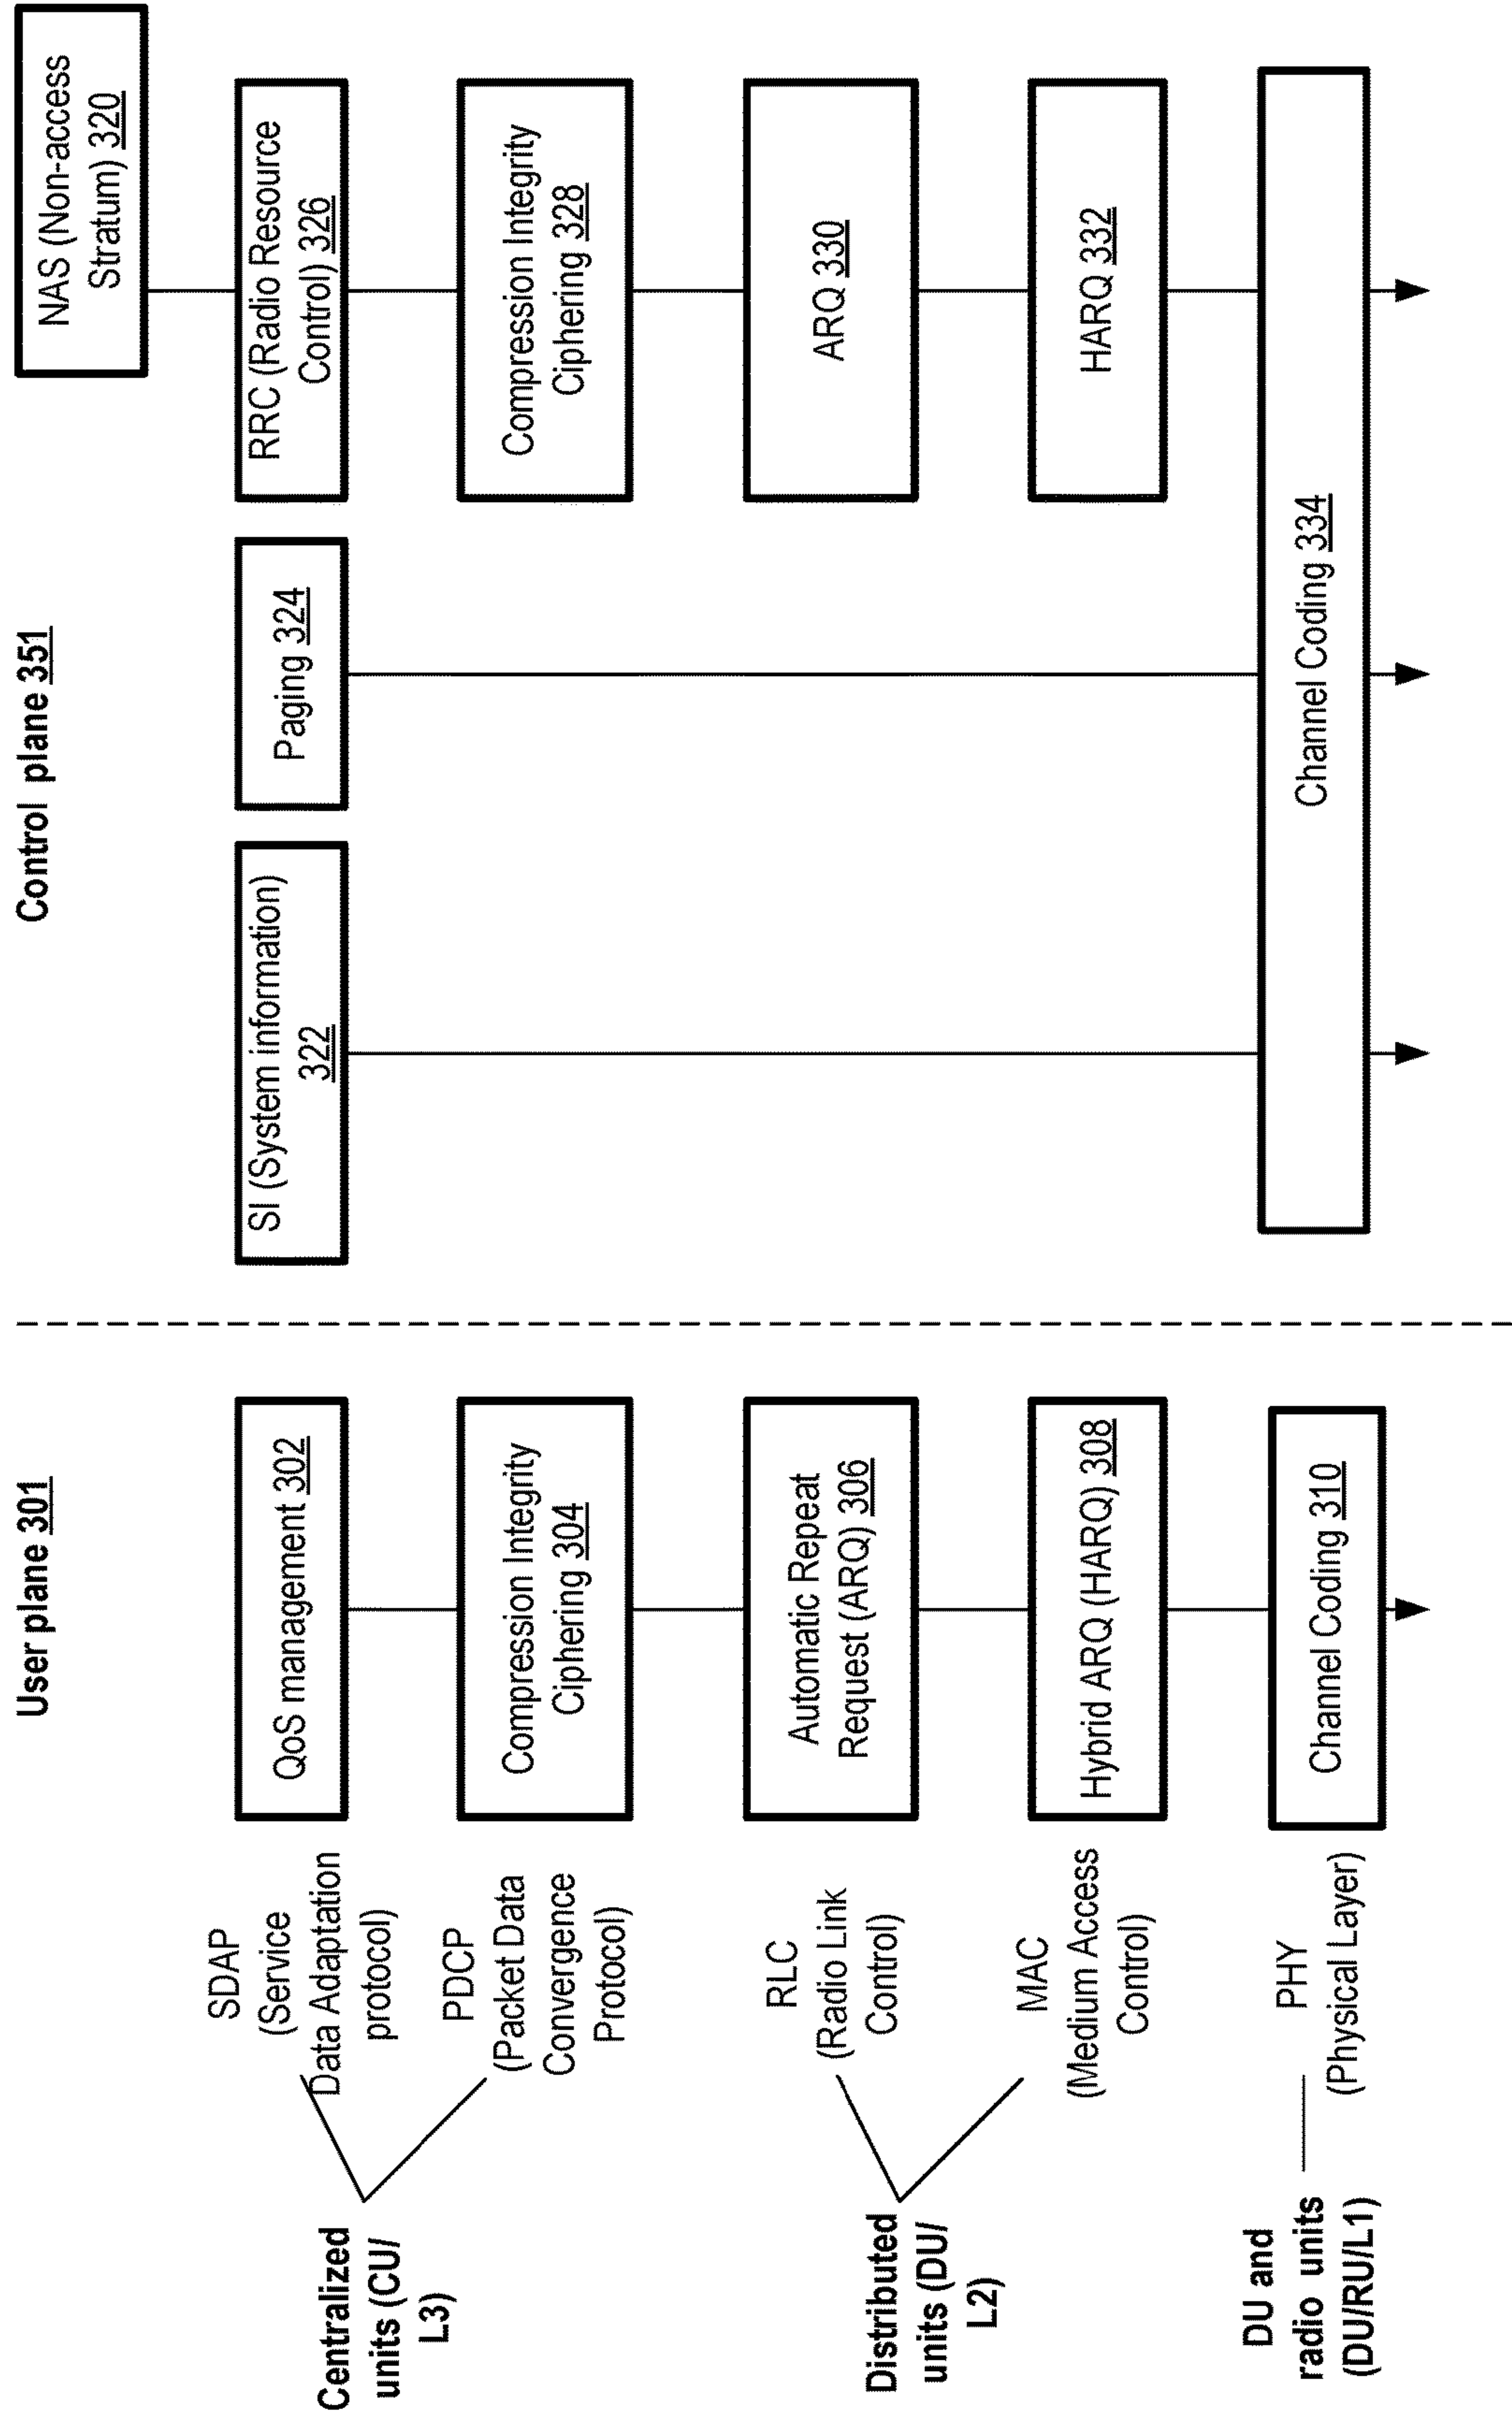 User plane 301
Control plane 351
NAS (Non-access
Stratum) 320
Centralized
units (CU/
L3)
SDAP
(Service
Data Adaptation
protocol)
QoS management 302
SI (System information)
322
Paging 324
RRC (Radio Resource
Control) 326
PDCP
(Packet Data
Convergence
Protocol)
Compression Integrity
Ciphering 304
Compression Integrity
Ciphering 328
Distributed
units (DU/
L2)
RLC
(Radio Link
Control)
Automatic Repeat
Request (ARQ) 306
ARQ 330
MAC
(Medium Access
Control)
Hybrid ARQ (HARQ) 308
HARQ 332
DU and
radio units
(DU/RU/L1)
PHY
(Physical Layer)
Channel Coding 310
Channel Coding 334